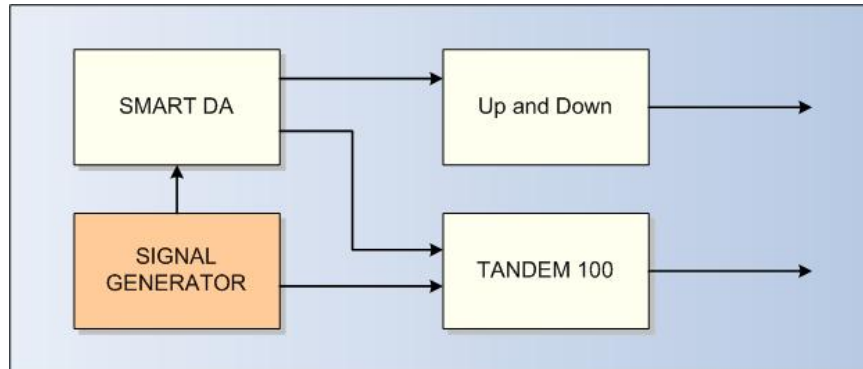 SMART DA
Up and Down
SIGNAL
GENERATOR
TANDEM 100